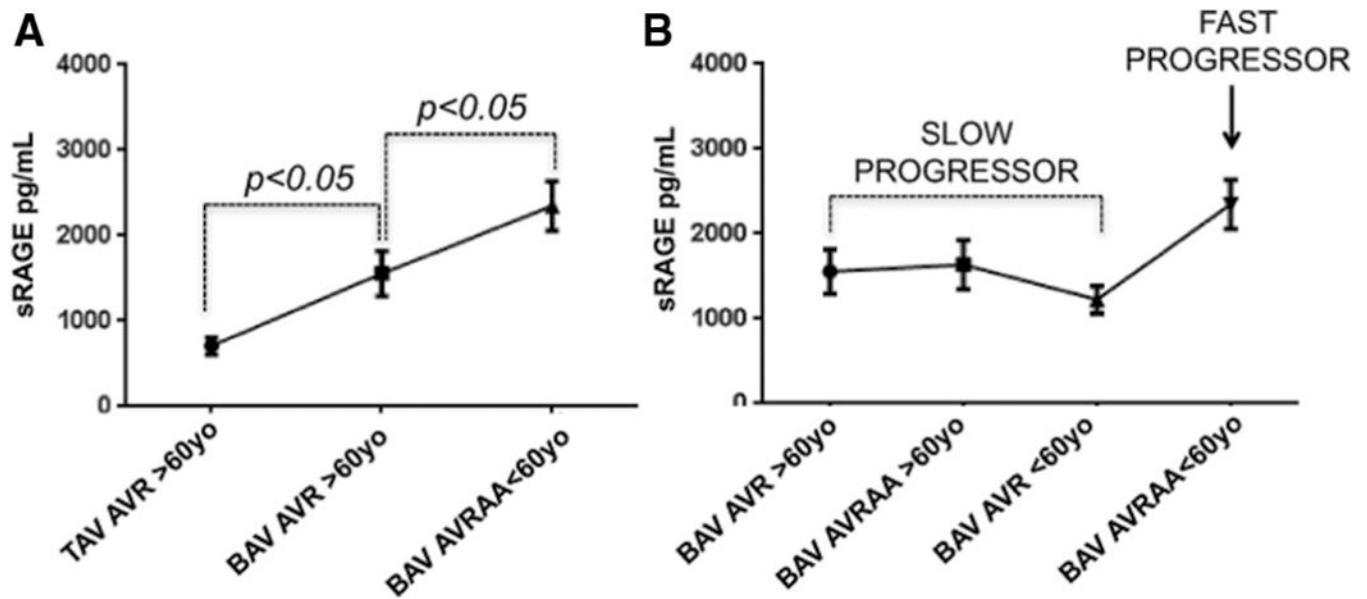 A
4000
3000
2000
1000
0
sRAGE pg/mL
p<0.05
p<0.05
TAV AVR >60yo
BAV AVR >60yo
BAV AVRAA<60yo
B
4000
3000
2000
1000
0
sRAGE pg/mL
SLOW
PROGRESSOR
FAST
PROGRESSOR
BAV AVR >60yo
BAV AVRAA >60yo
BAV AVR <60yo
BAV AVRAA<60yo